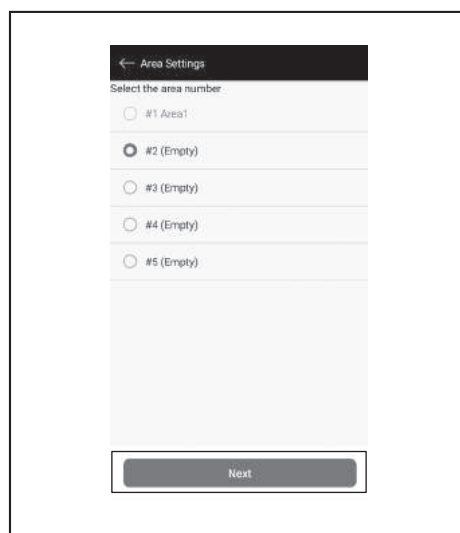 ← Area Settings
Select the area number
#1 Area1
#2 (Empty)
#3 (Empty)
#4 (Empty)
#5 (Empty)
Next